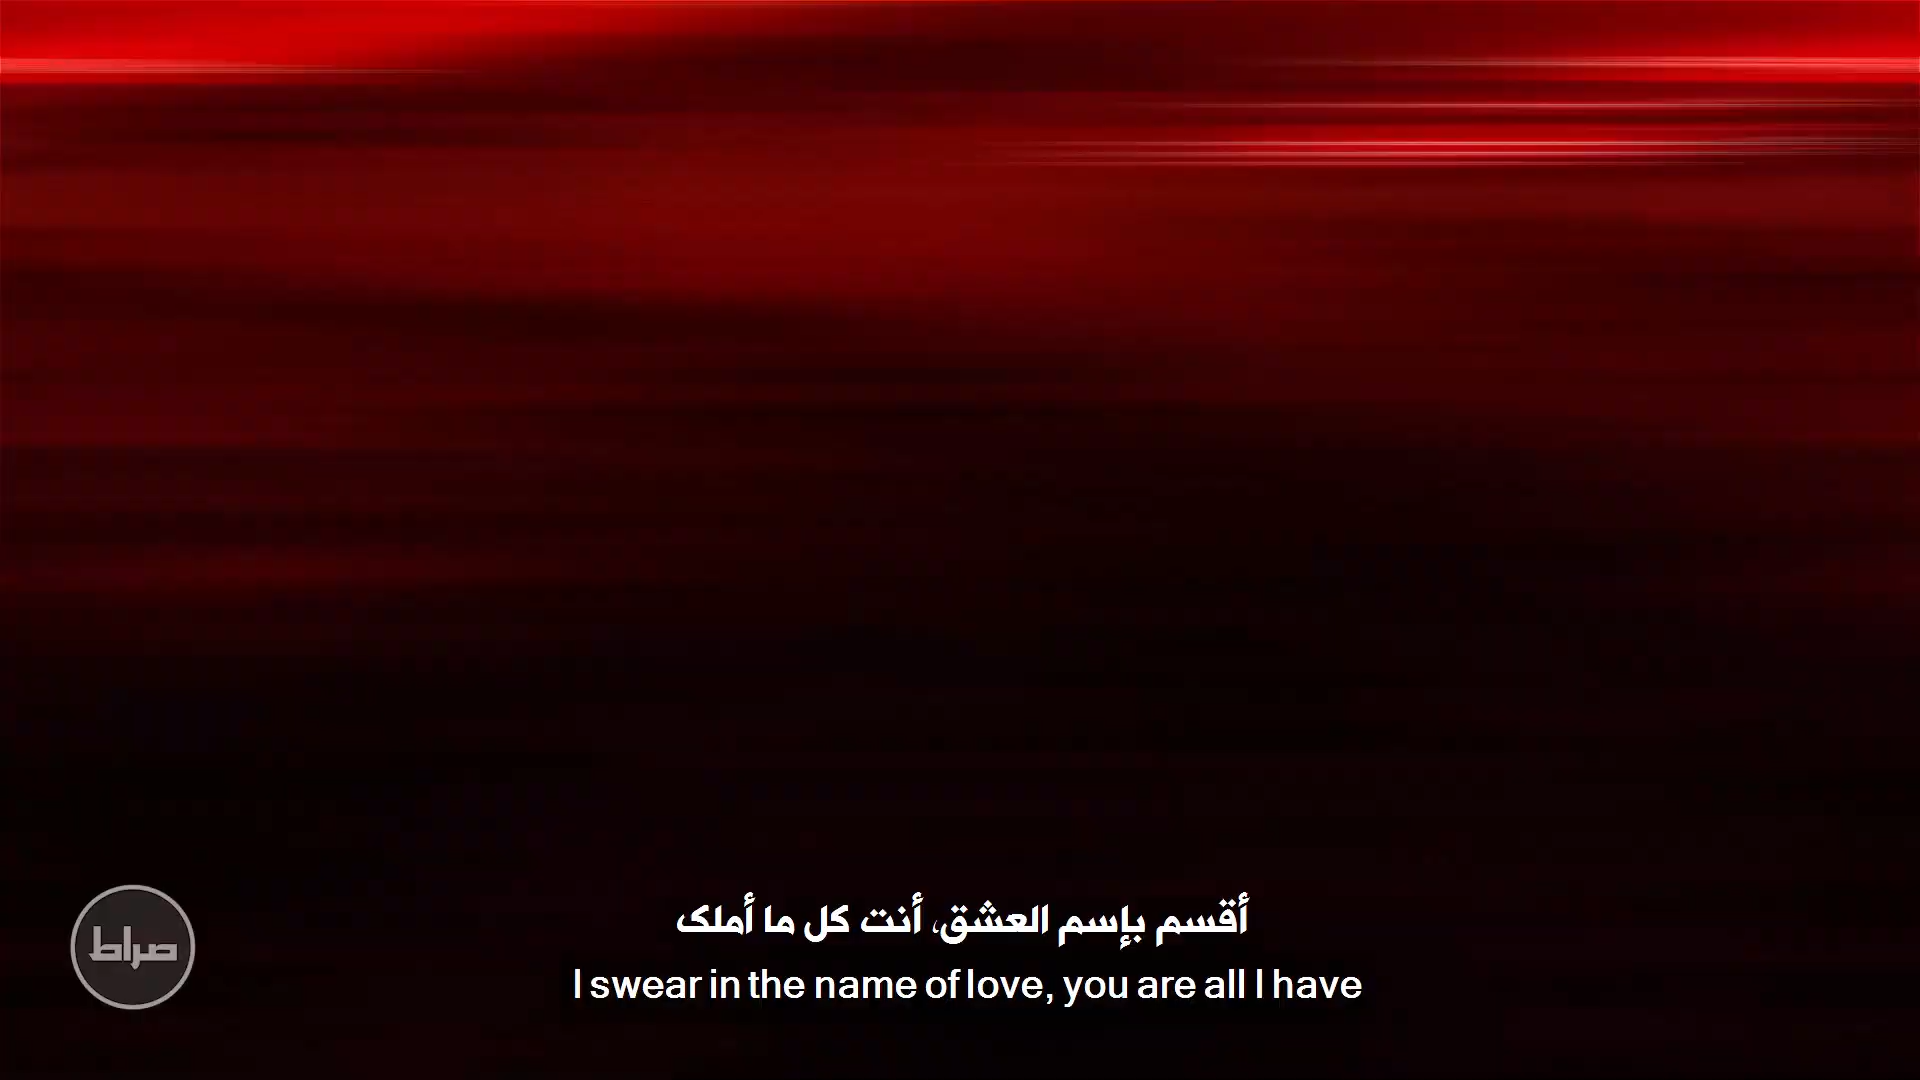 أقسم بإسم العشق، أنت كل ما أملك
I swear in the name of love, you are all I have
صراط